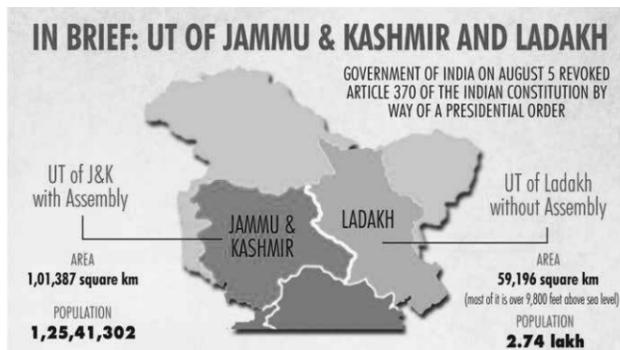 IN BRIEF: UT OF JAMMU & KASHMIR AND LADAKH
GOVERNMENT OF INDIA ON AUGUST 5 REVOKED
ARTICLE 370 OF THE INDIAN CONSTITUTION BY
WAY OF A PRESIDENTIAL ORDER
UT of J&K
with Assembly
JAMMU &
KASHMIR
AREA
1,01,387 square km
POPULATION
1,25,41,302
LADAKH
UT of Ladakh
without Assembly
AREA
59,196 square km
(most of it is over 9,800 feet above sea level)
POPULATION
2.74 lakh